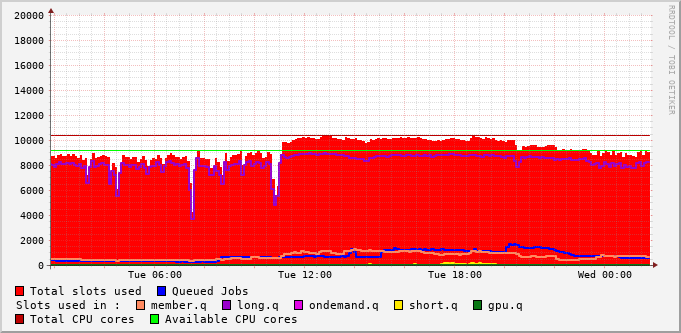 20000
18000
16000
14000
12000
10000
8000
6000
4000
2000
0
Tue 06:00 Tue 12:00 Tue 18:00 Wed 00:00
RRDTOOL / TOBI OETIKER
Total slots used Queued Jobs
Slots used in : member.q long.q ondemand.q short.q gpu.q
Total CPU cores Available CPU cores